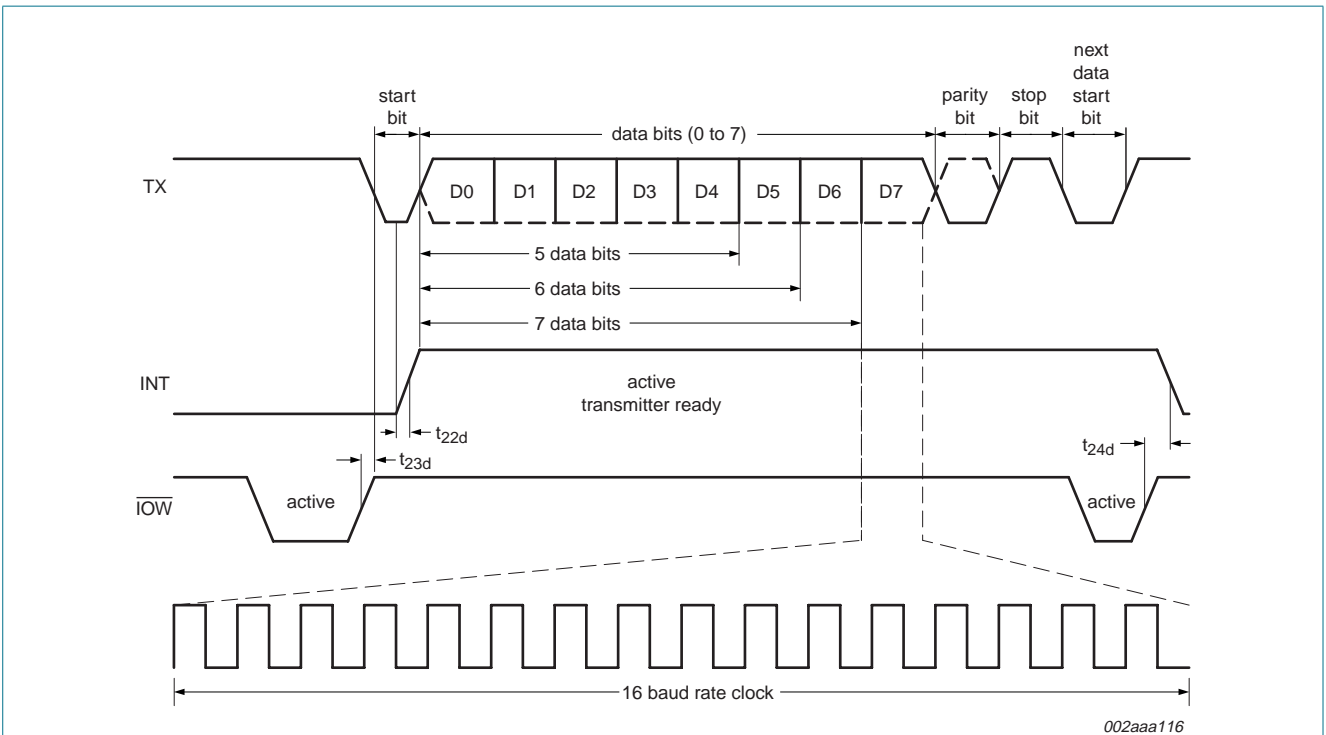 next
data
start
bit
start
bit
parity
bit
stop
bit
data bits (0 to 7)
TX
D0 D1 D2 D3 D4 D5 D6 D7
5 data bits
6 data bits
7 data bits
INT
active
transmitter ready
t22d
t23d
t24d
IOW
active
active
16 baud rate clock
002aaa116